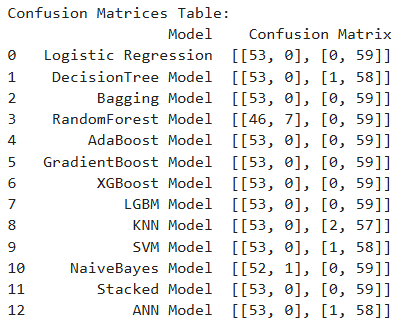 Confusion Matrices Table:
Model Confusion Matrix
0 Logistic Regression [[53, 0], [0, 59]]
1 DecisionTree Model [[53, 0], [1, 58]]
2 Bagging Model [[53, 0], [0, 59]]
3 RandomForest Model [[46, 7], [0, 59]]
4 AdaBoost Model [[53, 0], [0, 59]]
5 GradientBoost Model [[53, 0], [0, 59]]
6 XGBoost Model [[53, 0], [0, 59]]
7 LGBM Model [[53, 0], [0, 59]]
8 KNN Model [[53, 0], [2, 57]]
9 SVM Model [[53, 0], [1, 58]]
10 NaiveBayes Model [[52, 1], [0, 59]]
11 Stacked Model [[53, 0], [0, 59]]
12 ANN Model [[53, 0], [1, 58]]